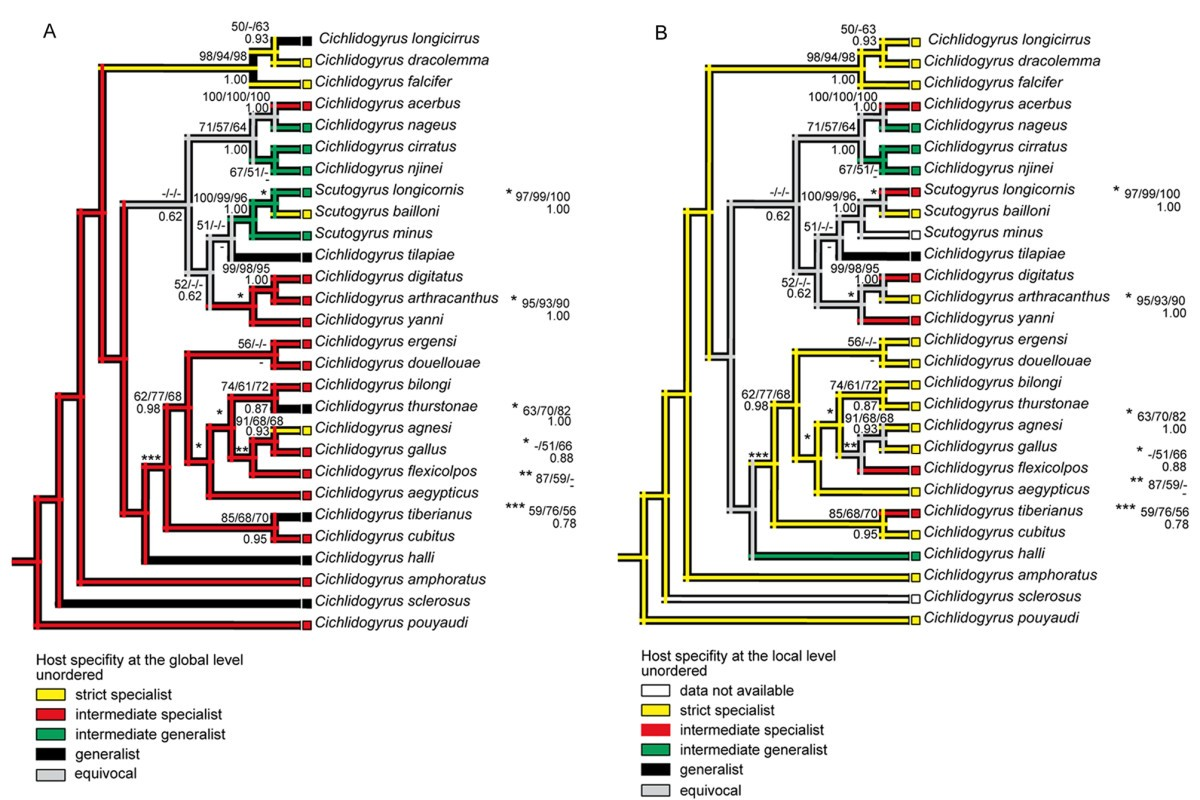 A
50/-/63
0.93
Cichlidogyrus longicirrus
98/94/98
Cichlidogyrus dracolemma
1.00
Cichlidogyrus falcifer
100/100/100
1.00
Cichlidogyrus acerbus
71/57/64
Cichlidogyrus nageus
1.00
Cichlidogyrus cirratus
67/51/-
-
Cichlidogyrus njinei
-/-/-
0.62
100/99/96
1.00
*
Scutogyrus longicornis
* 97/99/100
1.00
Scutogyrus bailloni
51/-/-
-
Scutogyrus minus
Cichlidogyrus tilapiae
52/-/-
0.62
99/98/95
1.00
Cichlidogyrus digitatus
*
Cichlidogyrus arthracanthus
* 95/93/90
1.00
Cichlidogyrus yanni
56/-/-
-
Cichlidogyrus ergensi
Cichlidogyrus douellouae
62/77/68
0.98
74/61/72
0.87
Cichlidogyrus bilongi
Cichlidogyrus thurstonae
* 63/70/82
1.00
*
91/68/68
0.93
Cichlidogyrus agnesi
*
**
Cichlidogyrus gallus
* -/51/66
0.88
***
Cichlidogyrus flexicolpos
** 87/59/-
-
Cichlidogyrus aegypticus
*** 59/76/56
0.78
85/68/70
0.95
Cichlidogyrus tiberianus
Cichlidogyrus cubitus
Cichlidogyrus halli
Cichlidogyrus amphoratus
Cichlidogyrus sclerosus
Cichlidogyrus pouyaudi
Host specifity at the global level
unordered
strict specialist
intermediate specialist
intermediate generalist
generalist
equivocal
B
50/-63
0.93
Cichlidogyrus longicirrus
98/94/98
Cichlidogyrus dracolemma
1.00
Cichlidogyrus falcifer
100/100/100
1.00
Cichlidogyrus acerbus
71/57/64
Cichlidogyrus nageus
1.00
Cichlidogyrus cirratus
67/51/-
-
Cichlidogyrus njinei
-/-/-
0.62
100/99/96
1.00
*
Scutogyrus longicornis
* 97/99/100
1.00
Scutogyrus bailloni
51/-/-
-
Scutogyrus minus
Cichlidogyrus tilapiae
52/-/-
0.62
99/98/95
1.00
Cichlidogyrus digitatus
*
Cichlidogyrus arthracanthus
* 95/93/90
1.00
Cichlidogyrus yanni
56/-/-
-
Cichlidogyrus ergensi
Cichlidogyrus douellouae
62/77/68
0.98
74/61/72
0.87
Cichlidogyrus bilongi
Cichlidogyrus thurstonae
* 63/70/82
1.00
*
91/68/68
0.93
Cichlidogyrus agnesi
*
**
Cichlidogyrus gallus
* -/51/66
0.88
***
Cichlidogyrus flexicolpos
** 87/59/-
-
Cichlidogyrus aegypticus
*** 59/76/56
0.78
85/68/70
0.95
Cichlidogyrus tiberianus
Cichlidogyrus cubitus
Cichlidogyrus halli
Cichlidogyrus amphoratus
Cichlidogyrus sclerosus
Cichlidogyrus pouyaudi
Host specifity at the local level
unordered
data not available
strict specialist
intermediate specialist
intermediate generalist
generalist
equivocal